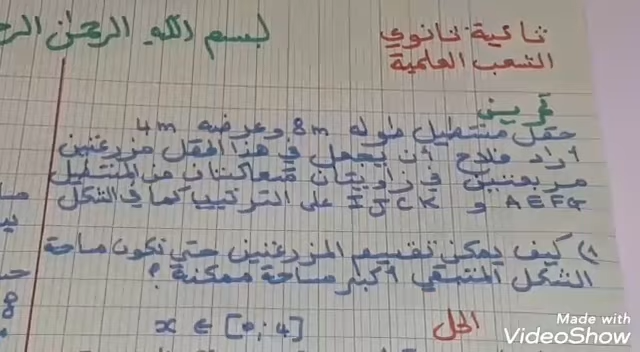 بسم الله الرحمن الرح
ثانية ثانوي
الشعب العلمية
تمرين
حقل مستطيل طوله 8m وعرضه 4m
أراد فلاح أن يجعل في هذا الحقل مزرعتين
مربعتين في زاويتان متعاكستان من المستطيل
AEFG و IJCK على الترتيب كما في الشكل
1) كيف يمكن تقسيم المزرعتين حتى تكون مساحة
الشكل المتبقي أكبر مساحة ممكنة ؟
الحل
x ∈ [0; 4]
Made with
VideoShow